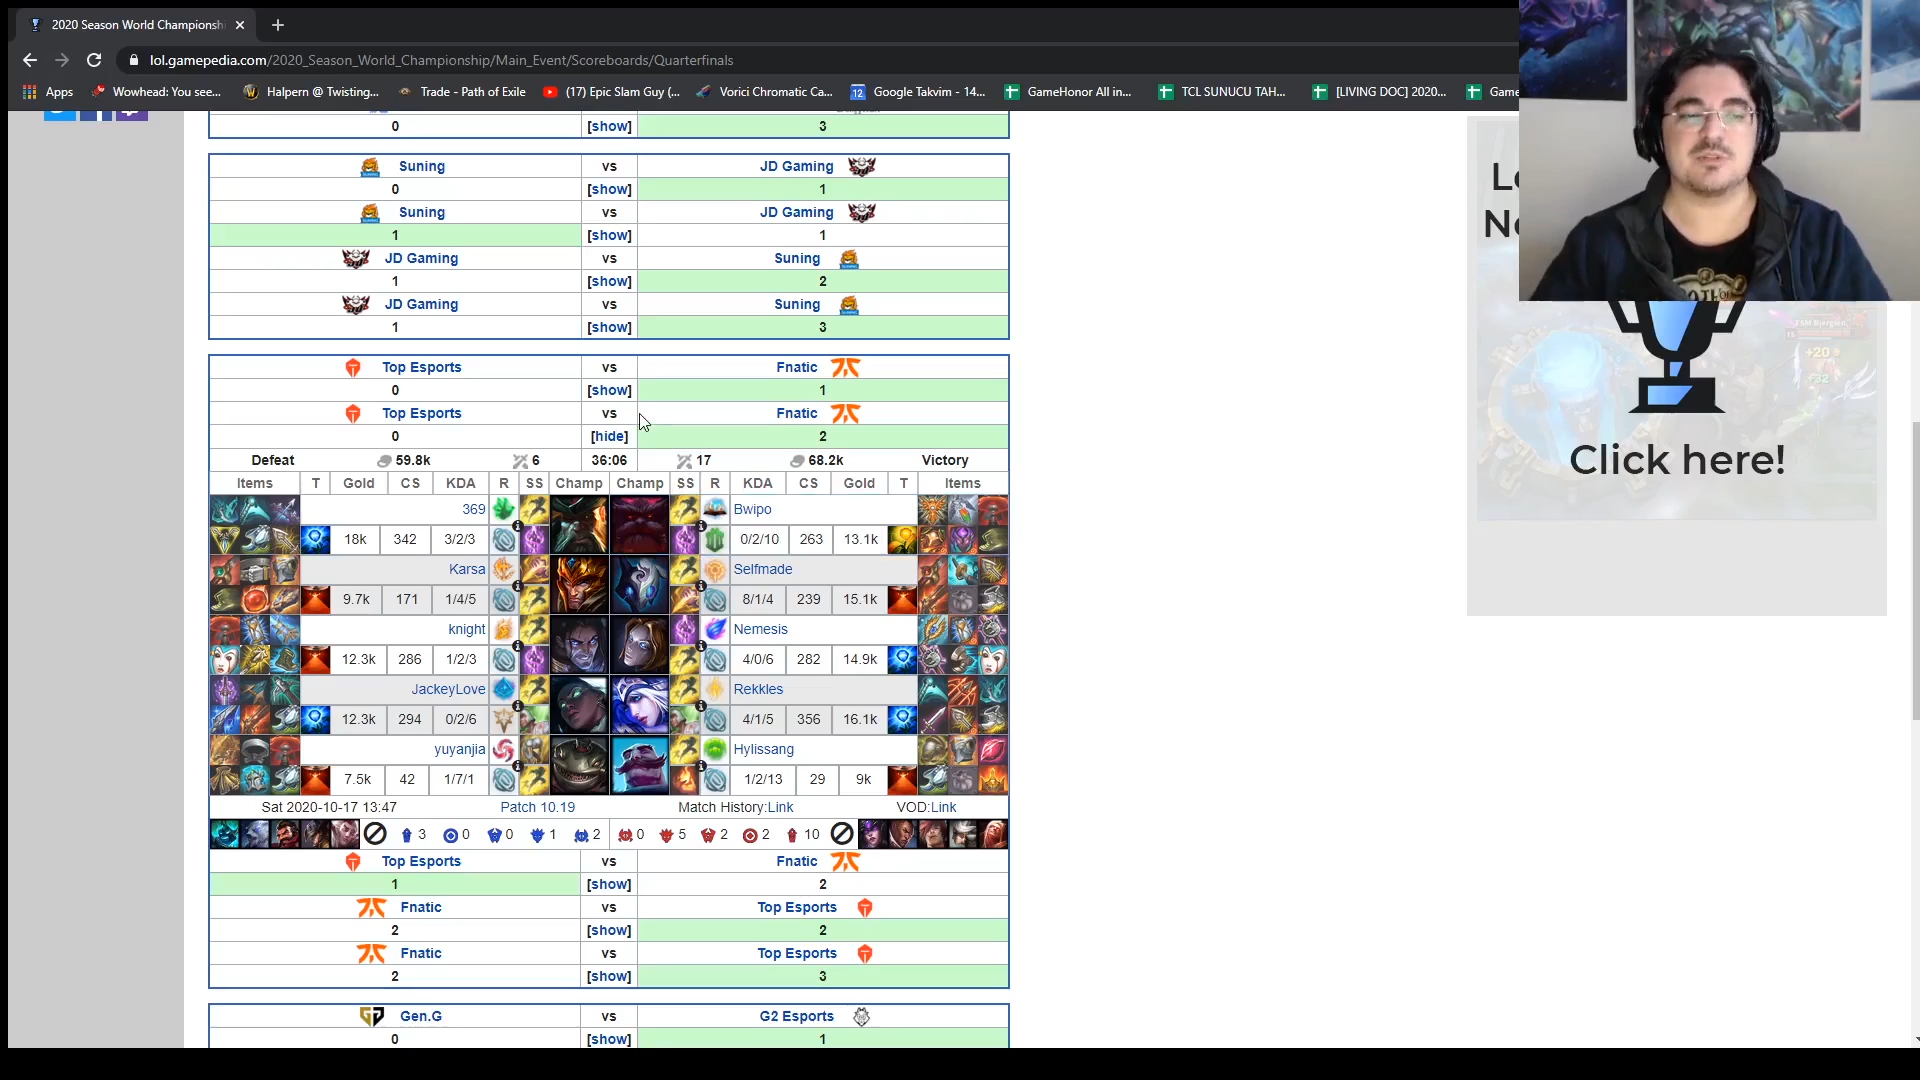 2020 Season World Championsh
lol.gamepedia.com/2020_Season_World_Championship/Main_Event/Scoreboards/Quarterfinals
Apps Wowhead: You see... Halpern @ Twisting... Trade - Path of Exile (17) Epic Slam Guy (... Vorici Chromatic Ca... Google Takvim - 14... GameHonor All in... TCL SUNUCU TAH... [LIVING DOC] 2020... Game
0 [show] 3
Suning vs JD Gaming
0 [show] 1
Suning vs JD Gaming
1 [show] 1
JD Gaming vs Suning
1 [show] 2
JD Gaming vs Suning
1 [show] 3
Top Esports vs Fnatic
0 [show] 1
Top Esports vs Fnatic
0 [hide] 2
Defeat 59.8k 6 36:06 17 68.2k Victory
Items T Gold CS KDA R SS Champ Champ SS R KDA CS Gold T Items
369 Bwipo
18k 342 3/2/3 0/2/10 263 13.1k
Karsa Selfmade
9.7k 171 1/4/5 8/1/4 239 15.1k
knight Nemesis
12.3k 286 1/2/3 4/0/6 282 14.9k
JackeyLove Rekkles
12.3k 294 0/2/6 4/1/5 356 16.1k
yuyanjia Hylissang
7.5k 42 1/7/1 1/2/13 29 9k
Sat 2020-10-17 13:47 Patch 10.19 Match History:Link VOD:Link
3 0 0 1 2 0 5 2 2 10
Top Esports vs Fnatic
1 [show] 2
Fnatic vs Top Esports
2 [show] 2
Fnatic vs Top Esports
2 [show] 3
Gen.G vs G2 Esports
0 [show] 1
TSM Bjergsen
+20
+32
Click here!